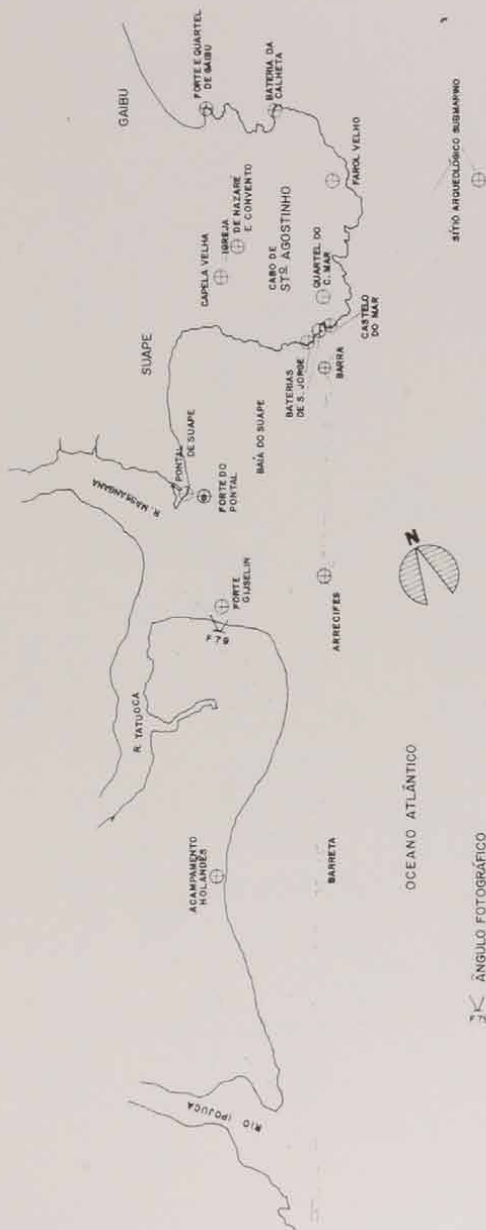 GAIBU
FORTE E QUARTEL
DE GAIBU
BATERIA DA
CALHETA
FAROL VELHO
SÍTIO ARQUEOLÓGICO SUBMARINO
CAPELA VELHA
IGREJA
DE NAZARÉ
E CONVENTO
CABO DE
STº AGOSTINHO
QUARTEL DO
C. MAR
CASTELO
DO MAR
BATERIAS
DE S. JORGE
BARRA
SUAPE
BAÍA DO SUAPE
PONTAL
DE SUAPE
FORTE DO
PONTAL
R. MASSANGANA
N
ARRECIFES
FORTE
GIJSELIN
F 78
R. TATUOCA
ACAMPAMENTO
HOLANDÊS
BARRETA
OCEANO ATLÂNTICO
ÂNGULO FOTOGRÁFICO
RIO IPOJUCA